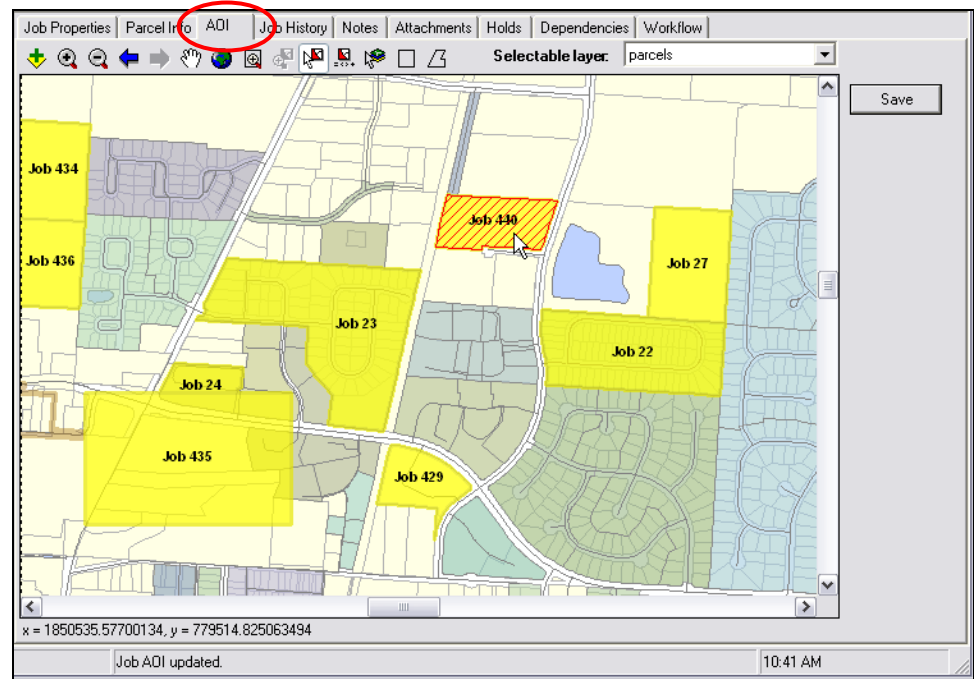 Job Properties Parcel Info AOI Job History Notes Attachments Holds Dependencies Workflow
Selectable layer: parcels
Save
Job 434
Job 440
Job 436
Job 27
Job 23
Job 22
Job 24
Job 435
Job 429
x = 1850535.57700134, y = 779514.825063494
Job AOI updated. 10:41 AM